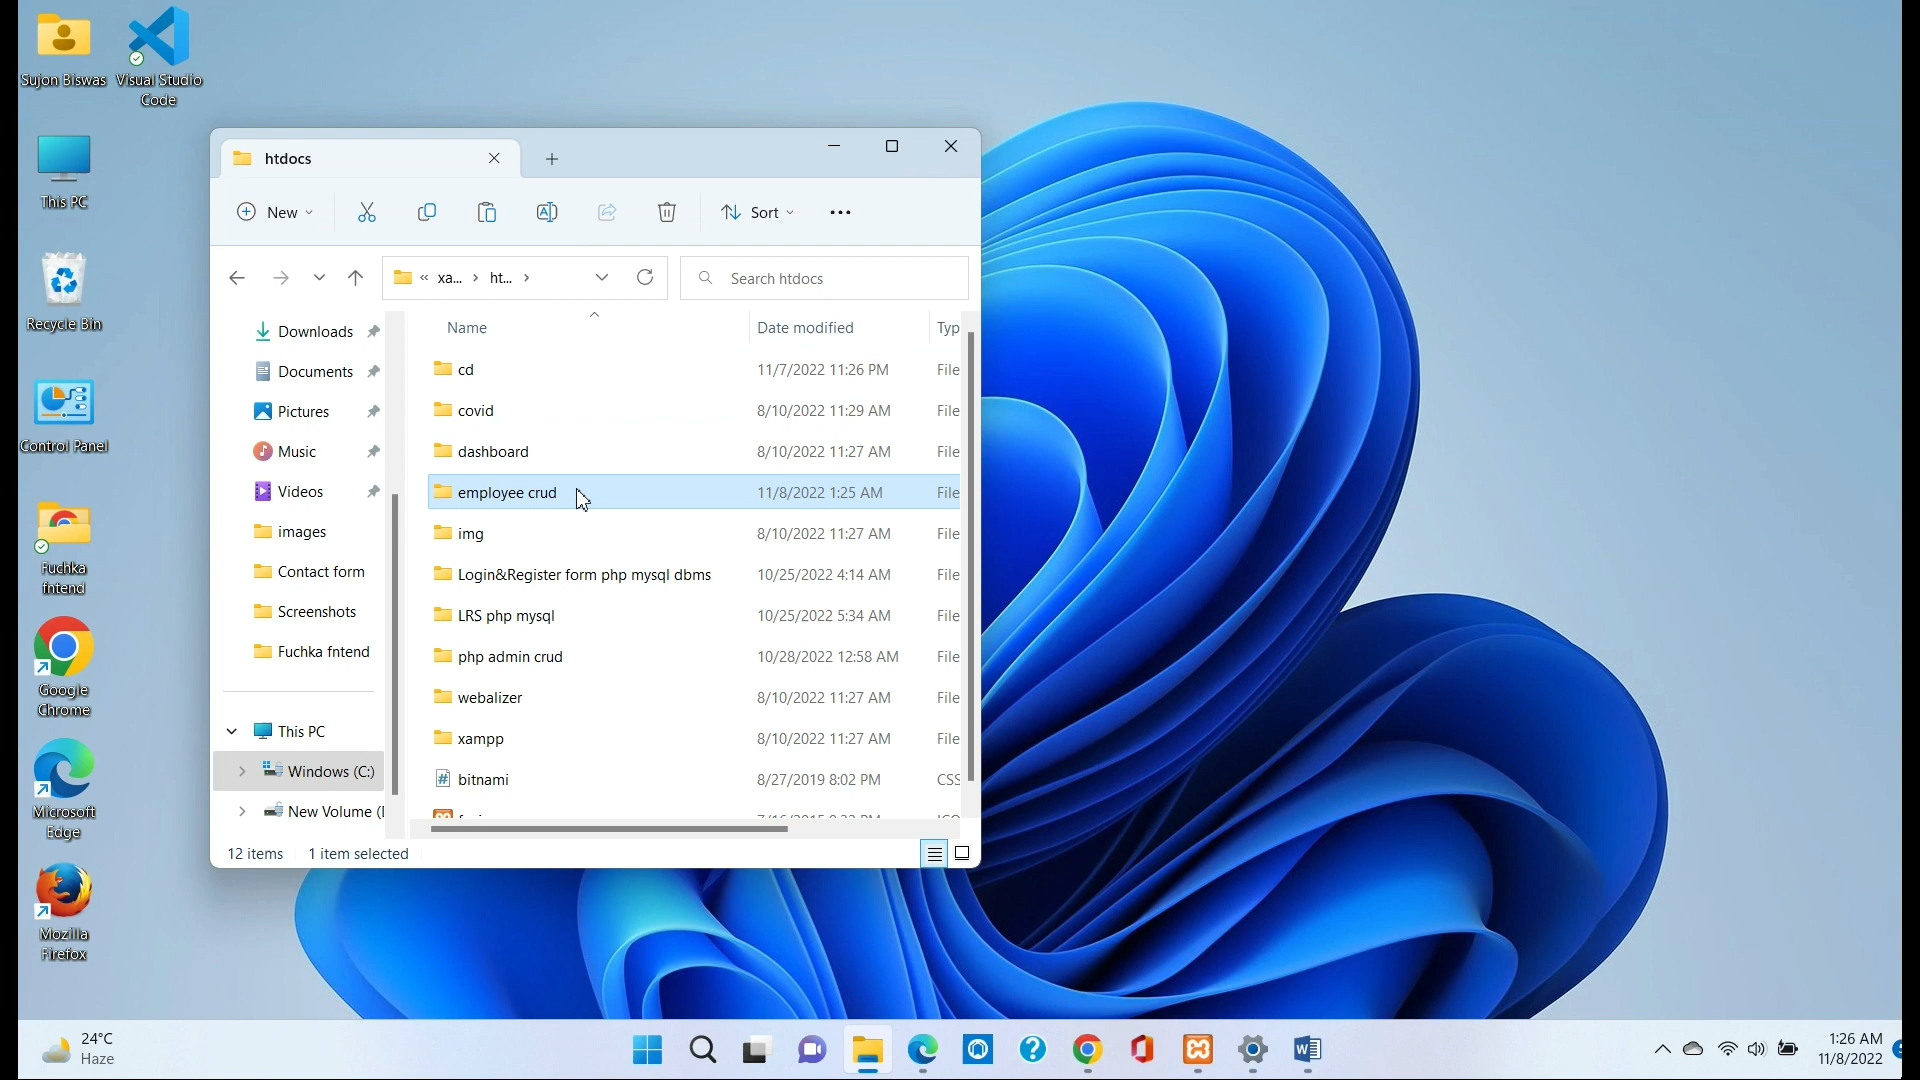 Sujon Biswas
Visual Studio
Code
This PC
Recycle Bin
Control Panel
Fuchka
fntend
Google
Chrome
Microsoft
Edge
Mozilla
Firefox
htdocs
New
Sort
« xa... › ht... ›
Search htdocs
Downloads
Documents
Pictures
Music
Videos
images
Contact form
Screenshots
Fuchka fntend
This PC
Windows (C:)
New Volume (
Name Date modified Typ
cd 11/7/2022 11:26 PM File
covid 8/10/2022 11:29 AM File
dashboard 8/10/2022 11:27 AM File
employee crud 11/8/2022 1:25 AM File
img 8/10/2022 11:27 AM File
Login&Register form php mysql dbms 10/25/2022 4:14 AM File
LRS php mysql 10/25/2022 5:34 AM File
php admin crud 10/28/2022 12:58 AM File
webalizer 8/10/2022 11:27 AM File
xampp 8/10/2022 11:27 AM File
bitnami 8/27/2019 8:02 PM CSS
12 items 1 item selected
24°C
Haze
1:26 AM
11/8/2022